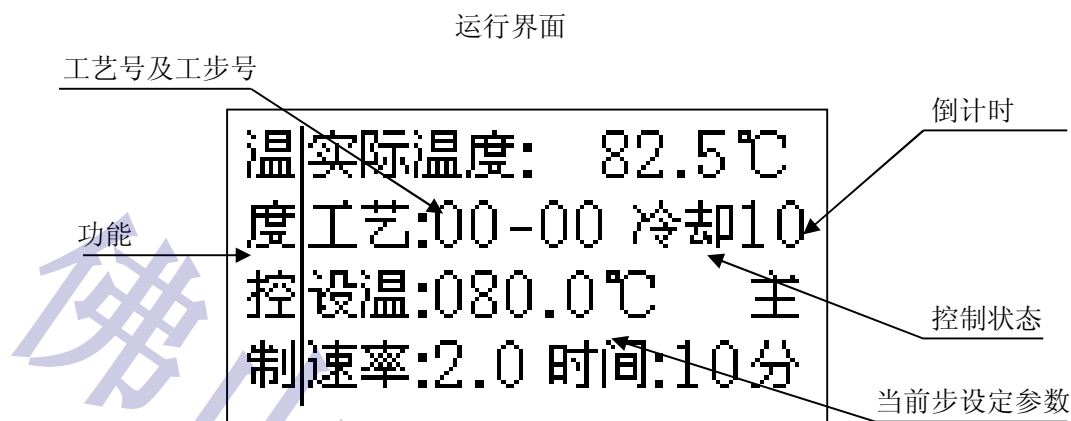 运行界面
工艺号及工步号
倒计时
温 实际温度: 82.5℃
度 工艺:00-00 冷却10
功能
控 设温:080.0℃ 主
控制状态
制 速率:2.0 时间:10分
当前步设定参数
佛